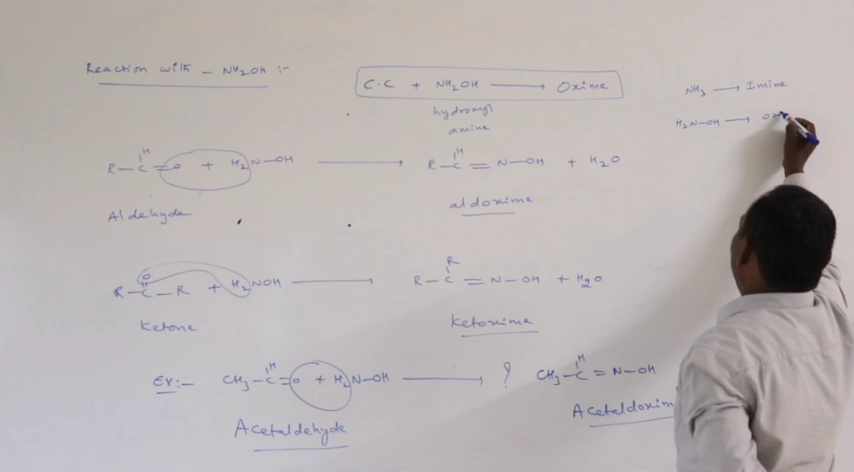 Reaction with - NH2OH :-
C.C + NH2OH ⟶ Oxime
hydroxyl
amine
NH3 ⟶ Imine
H2N-OH ⟶ Ox
H
R-C=O + H2N-OH ⟶ R-C=N-OH + H2O
H
Aldehyde
aldoxime
O
R-C-R + H2NOH ⟶ R-C=N-OH + H2O
R
Ketone
Ketoxime
Ex:- CH3-C=O + H2N-OH ⟶ ? CH3-C=N-OH
H
H
Acetaldehyde
Acetaldoxim